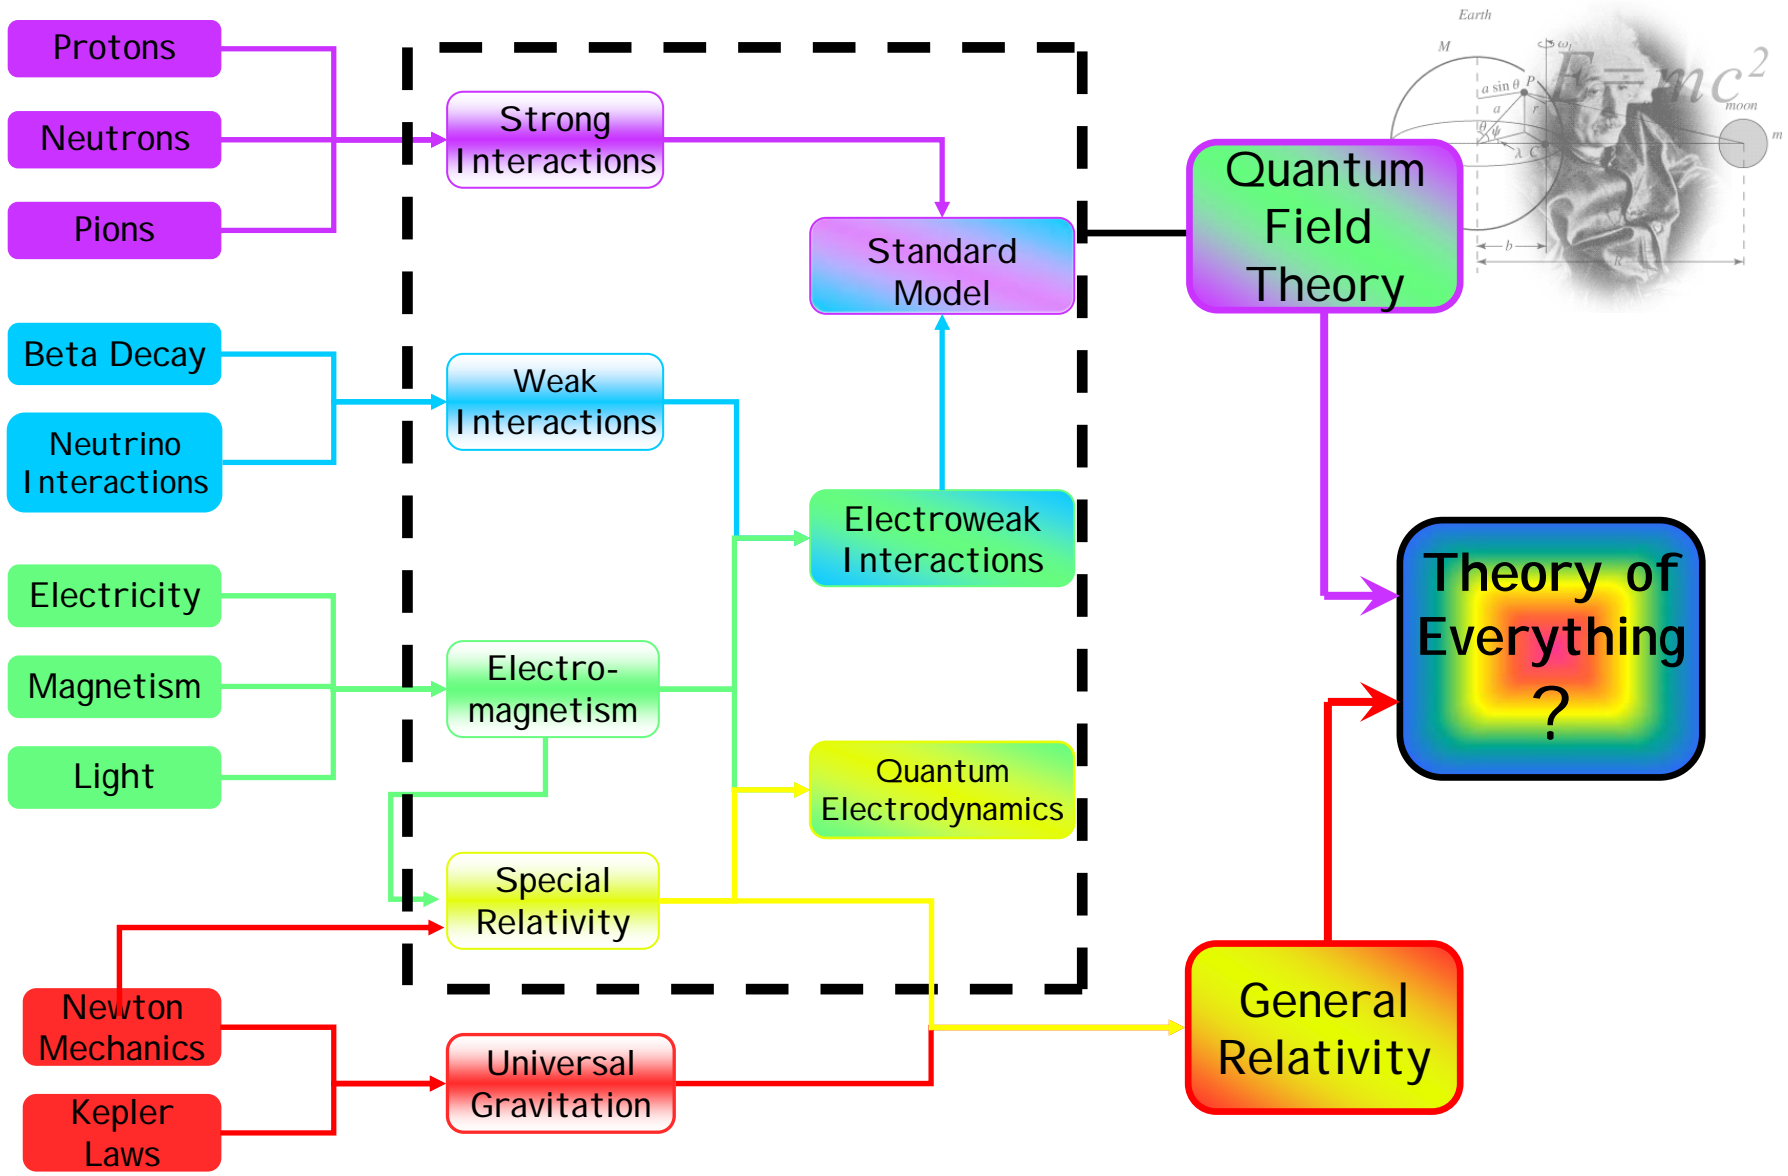 Protons
Neutrons
Pions
Beta Decay
Neutrino
Interactions
Electricity
Magnetism
Light
Newton
Mechanics
Kepler
Laws
Strong
Interactions
Weak
Interactions
Electro-
magnetism
Special
Relativity
Universal
Gravitation
Standard
Model
Electroweak
Interactions
Quantum
Electrodynamics
Quantum
Field
Theory
General
Relativity
Theory of
Everything
?
Earth
M
ω
E=mc²
a sin θ
P
a
r
θ
ψ
λ
C
moon
m
b
R